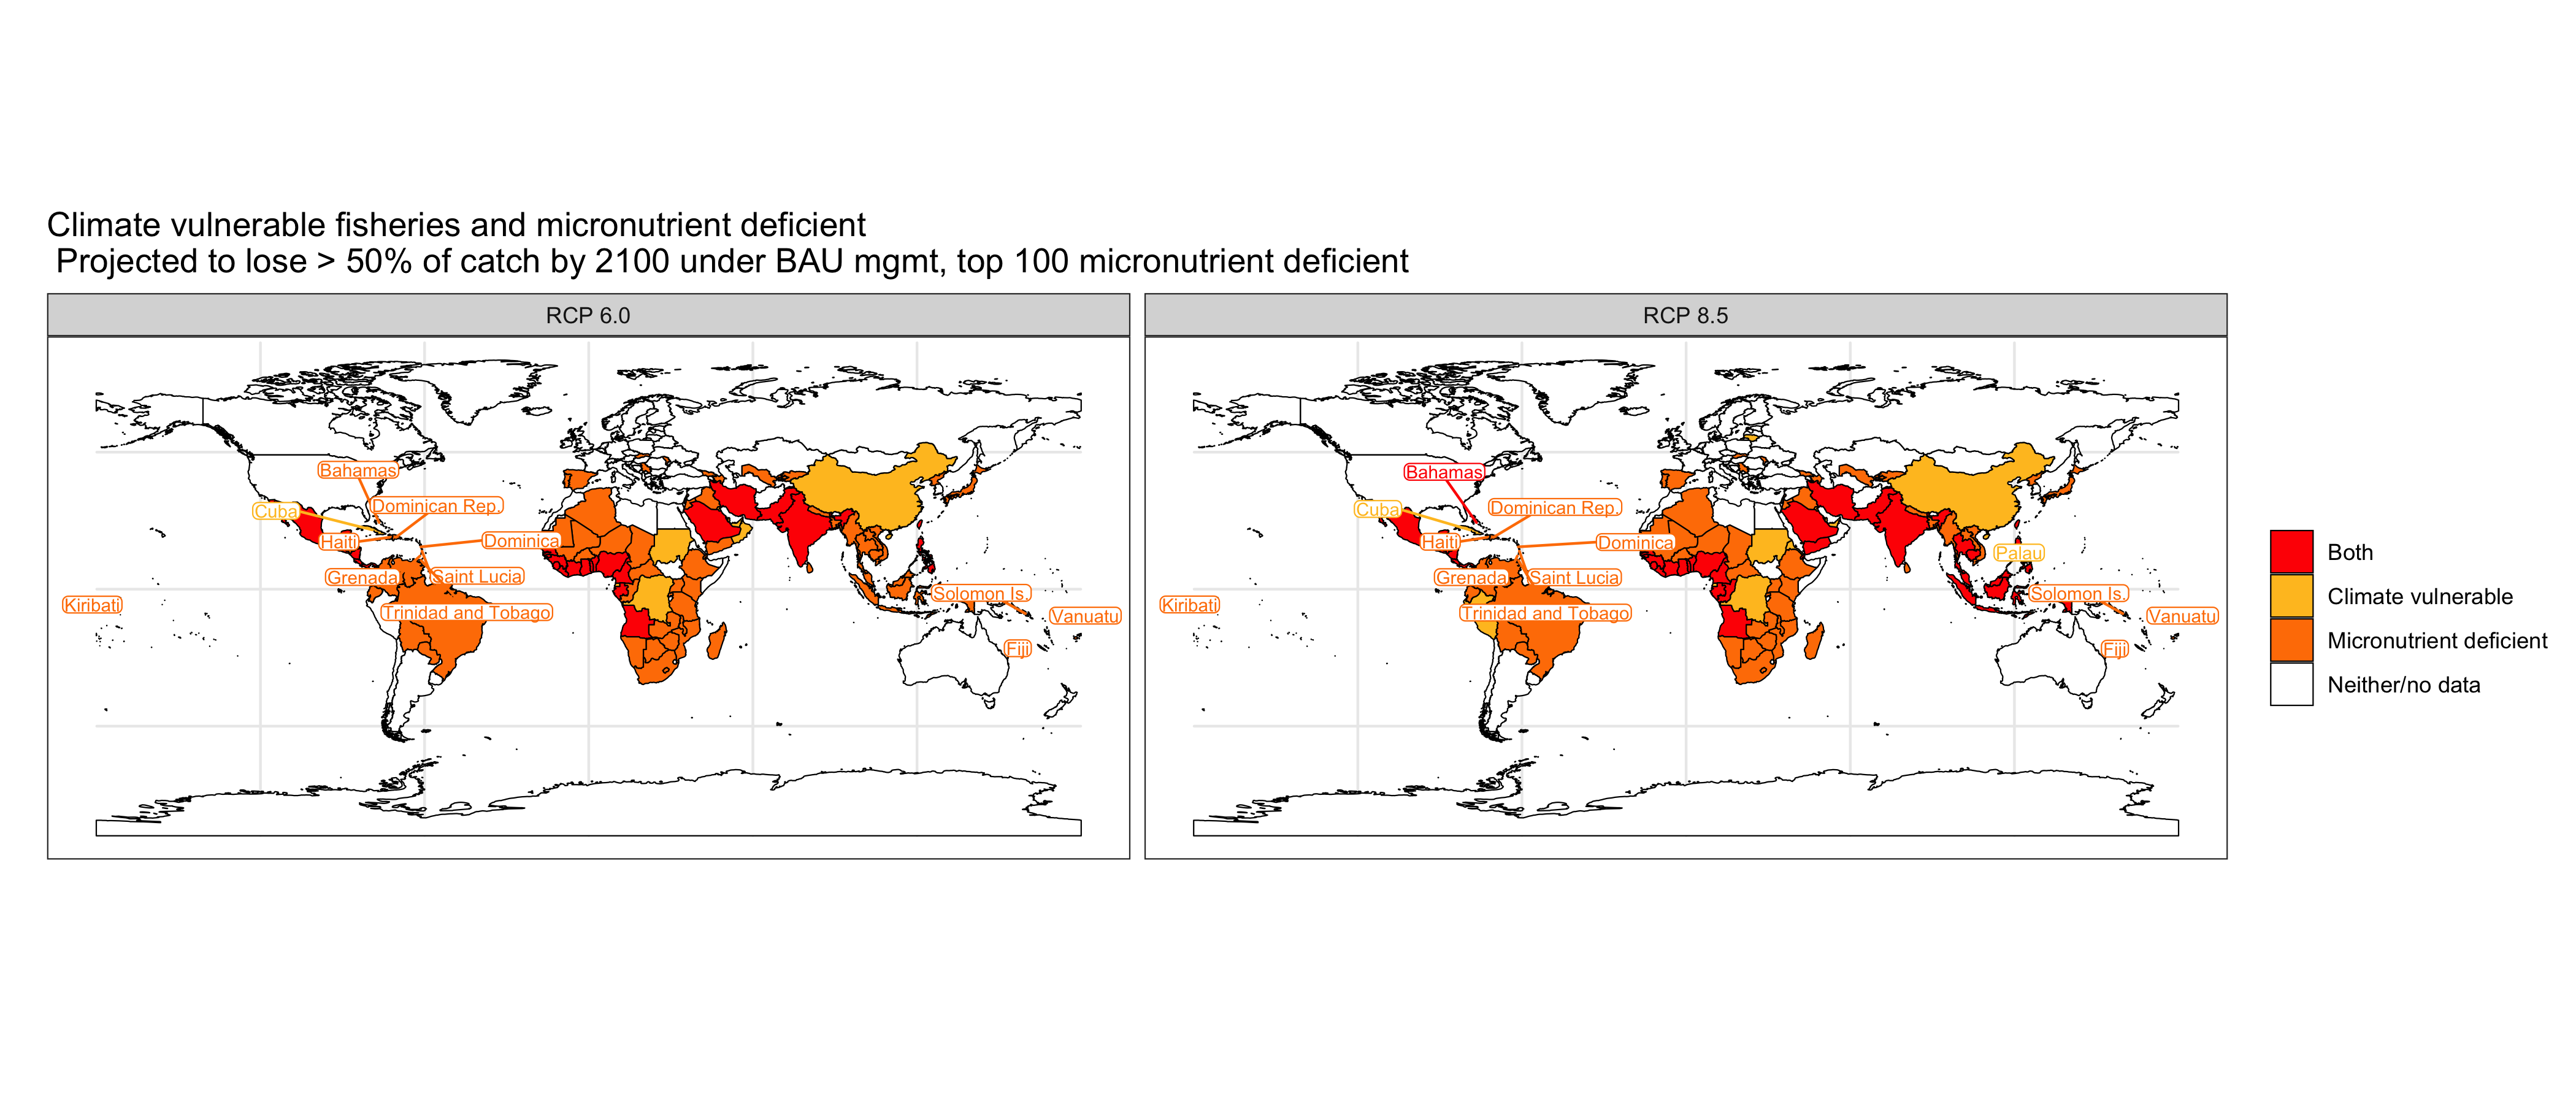 Climate vulnerable fisheries and micronutrient deficient
Projected to lose > 50% of catch by 2100 under BAU mgmt, top 100 micronutrient deficient
RCP 6.0
Bahamas
Cuba
Dominican Rep.
Haiti
Dominica
Grenada
Saint Lucia
Solomon Is.
Kiribati
Trinidad and Tobago
Vanuatu
Fiji
RCP 8.5
Bahamas
Cuba
Dominican Rep.
Haiti
Dominica
Palau
Grenada
Saint Lucia
Solomon Is.
Kiribati
Trinidad and Tobago
Vanuatu
Fiji
Both
Climate vulnerable
Micronutrient deficient
Neither/no data